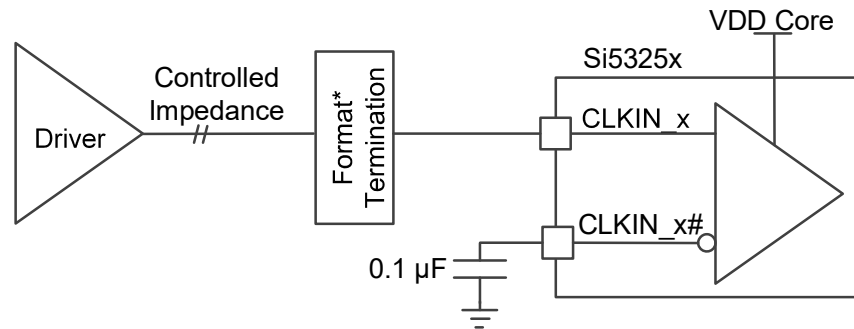 VDD Core
Si5325x
Controlled
Impedance
Driver
Format*
Termination
CLKIN_x
CLKIN_x#
0.1 µF